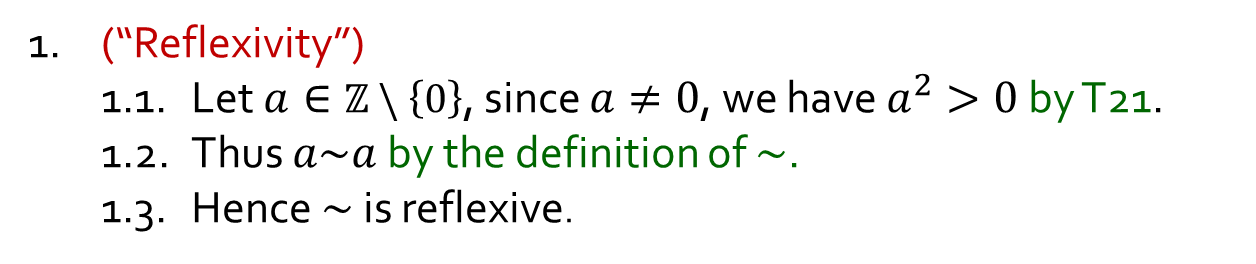 1. (“Reflexivity”)
1.1. Let 𝑎 ∈ ℤ \ {0}, since 𝑎 ≠ 0, we have 𝑎² > 0 by T21.
1.2. Thus 𝑎~𝑎 by the definition of ~.
1.3. Hence ~ is reflexive.